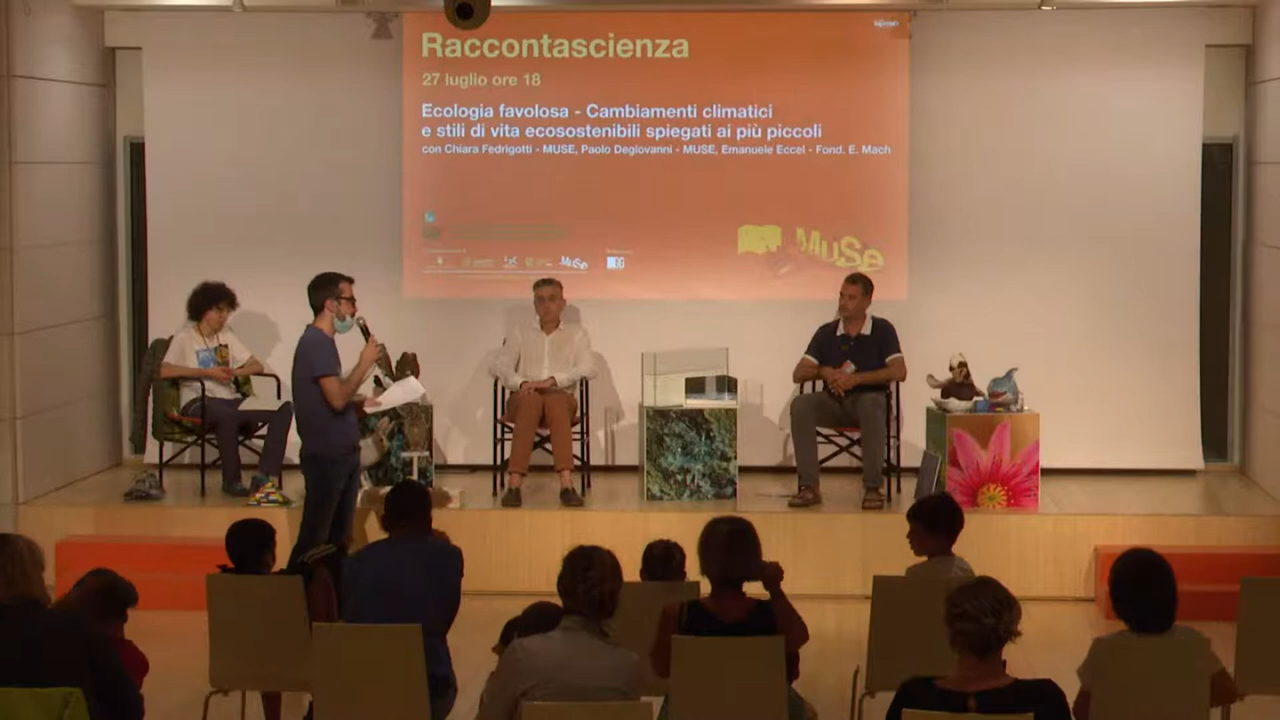 Raccontascienza
27 luglio ore 18
Ecologia favolosa - Cambiamenti climatici
e stili di vita ecosostenibili spiegati ai più piccoli
con Chiara Fedrigotti - MUSE, Paolo Degiovanni - MUSE, Emanuele Eccel - Fond. E. Mach
MuSe
MuSe